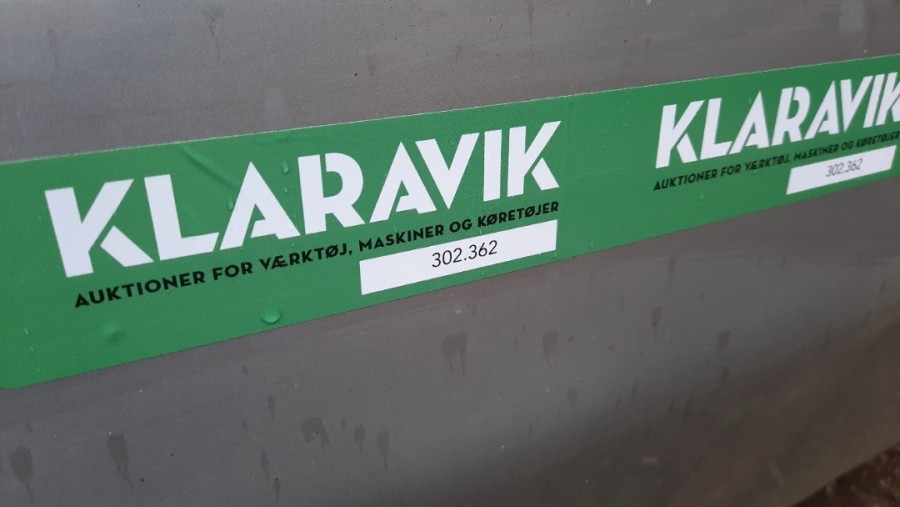 KLARAVIK
AUKTIONER FOR VÆRKTØJ, MASKINER OG KØRETØJER
302.362
KLARAVIK
AUKTIONER FOR VÆRKTØJ, MASKINER OG KØRETØJER
302.362